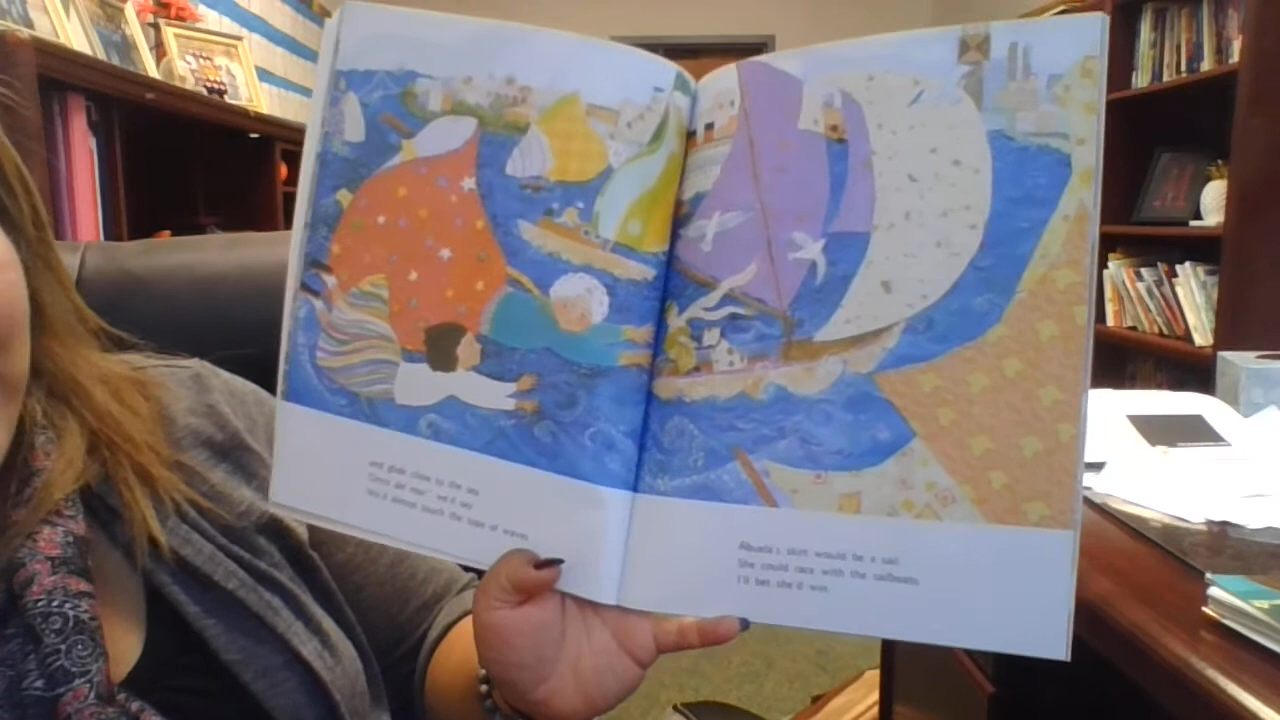 and glide close to the sea.
"Cerca del mar," we'd say.
We'd almost touch the tops of waves.
Abuela's skirt would be a sail.
She could race with the sailboats.
I'll bet she'd win.